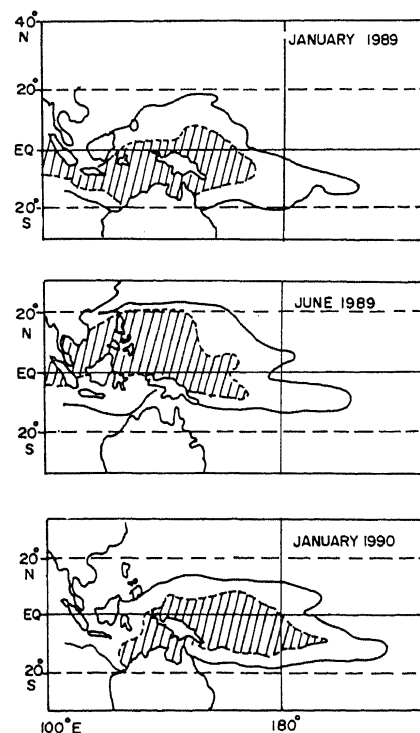 40°
N
JANUARY 1989
20°
EQ
20°
S
20°
N
JUNE 1989
EQ
20°
S
JANUARY 1990
20°
N
EQ
20°
S
100°E
180°